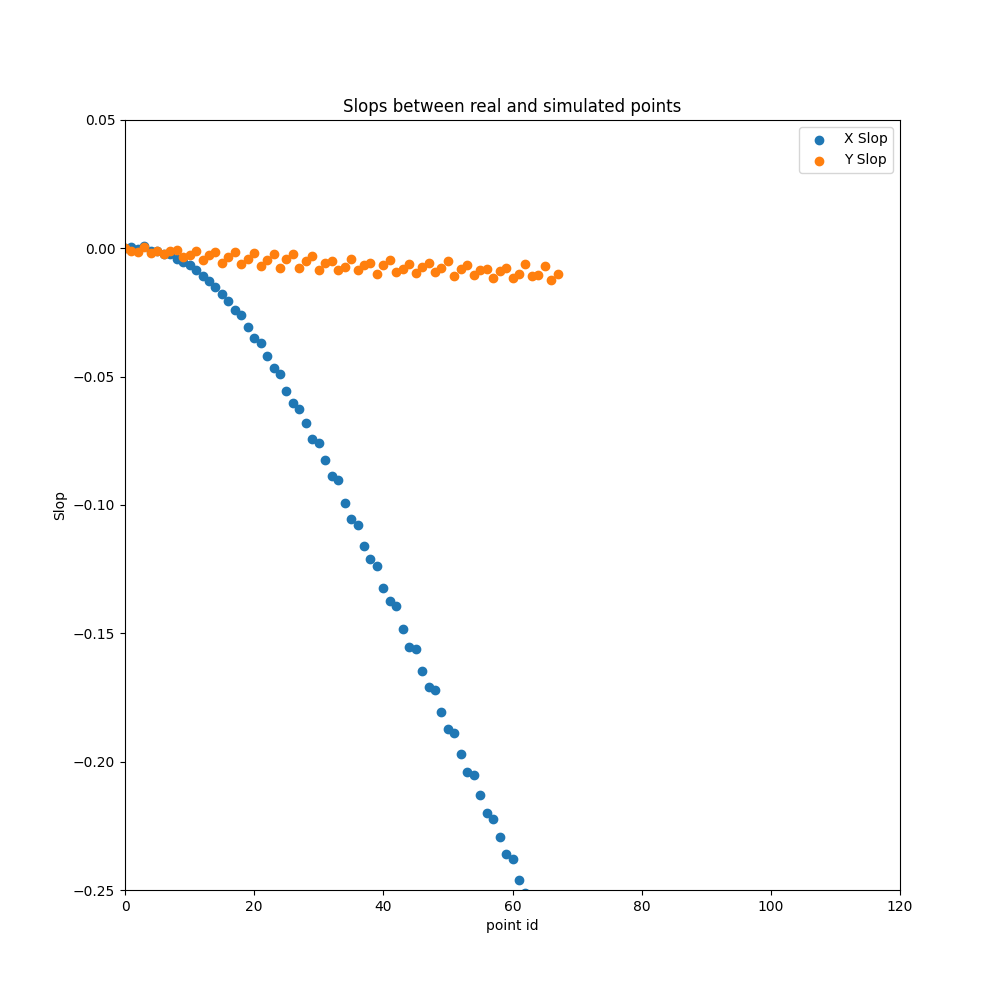 Slops between real and simulated points
X Slop
Y Slop
0.05
0.00
−0.05
−0.10
−0.15
−0.20
−0.25
Slop
0 20 40 60 80 100 120
point id